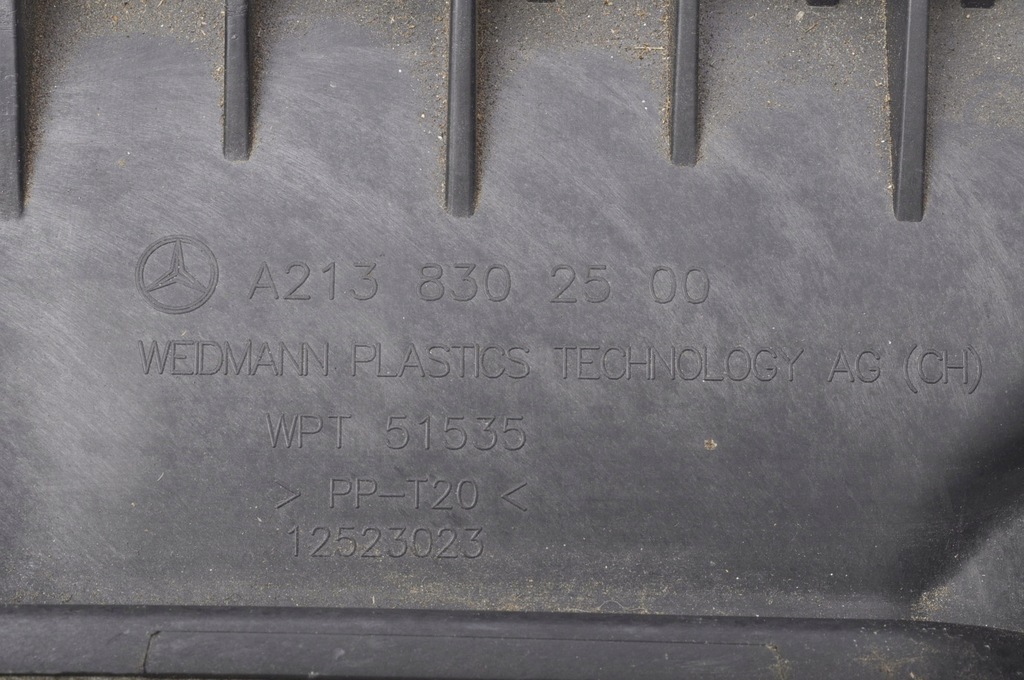 A213 830 25 00
WEIDMANN PLASTICS TECHNOLOGY AG (CH)
WPT 51535
> PP-T20 <
12523023